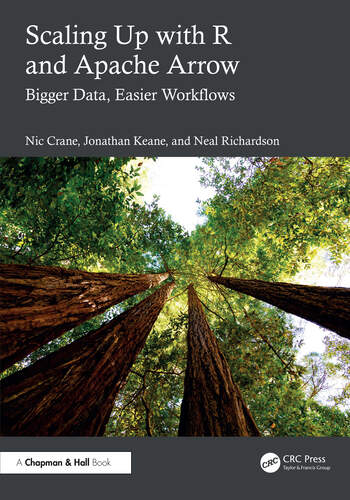 Scaling Up with R
and Apache Arrow
Bigger Data, Easier Workflows
Nic Crane, Jonathan Keane, and Neal Richardson
A Chapman & Hall Book
CRC Press
Taylor & Francis Group